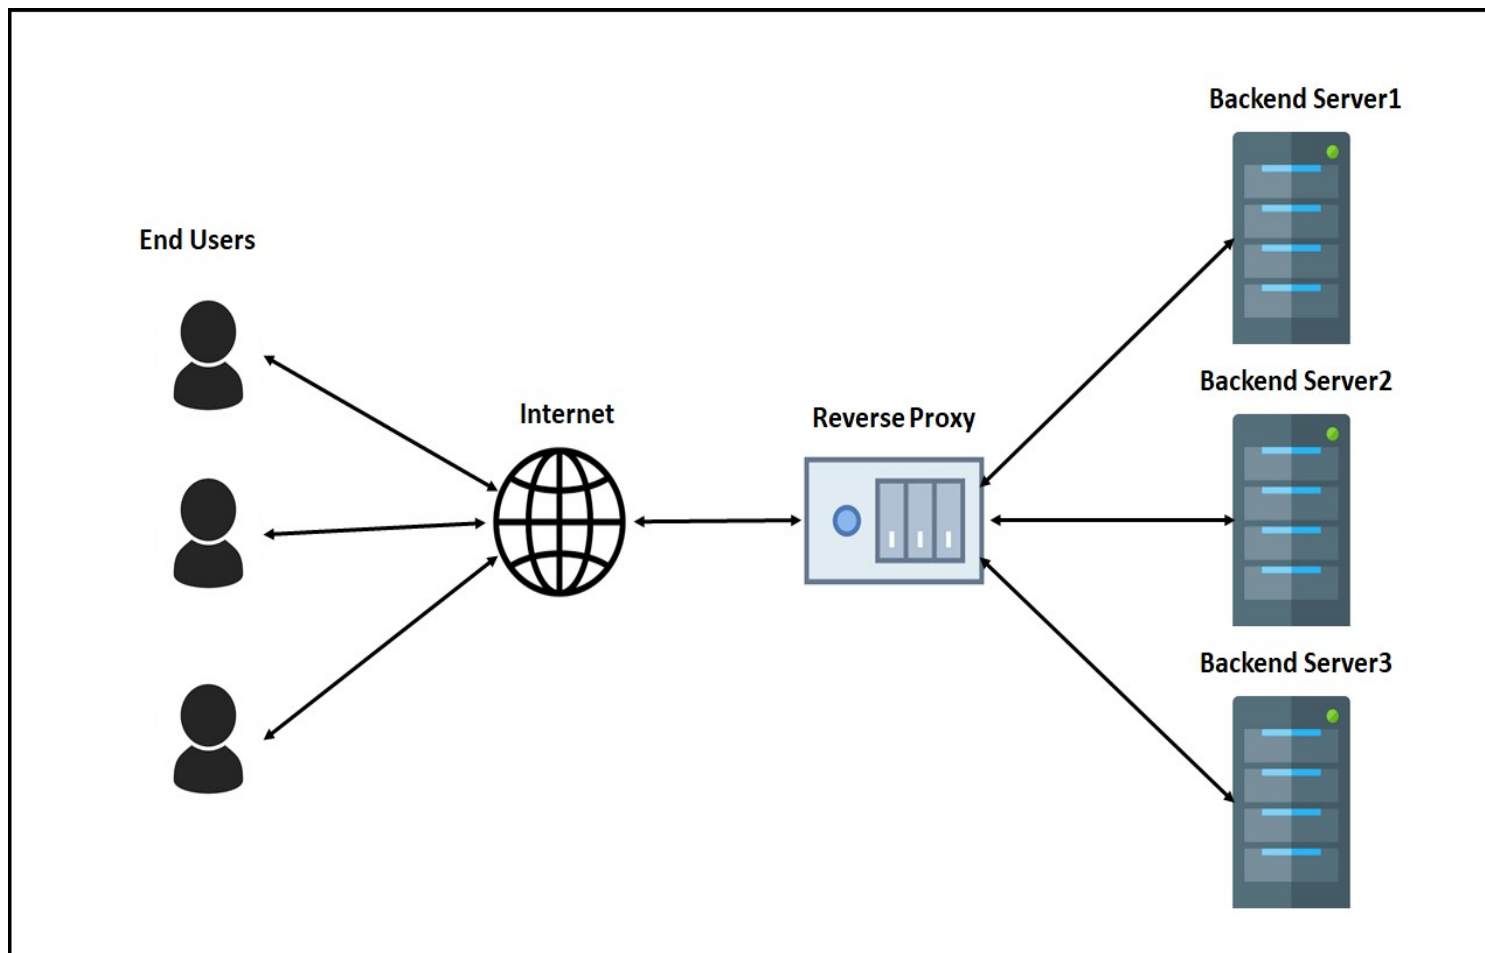 Backend Server1
End Users
Backend Server2
Internet
Reverse Proxy
Backend Server3